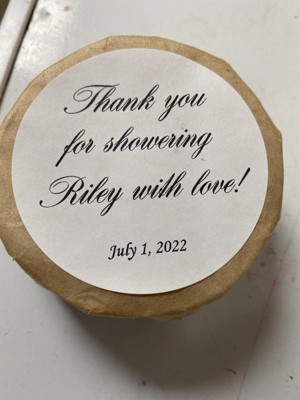 Thank you
for showering
Riley with love!
July 1, 2022